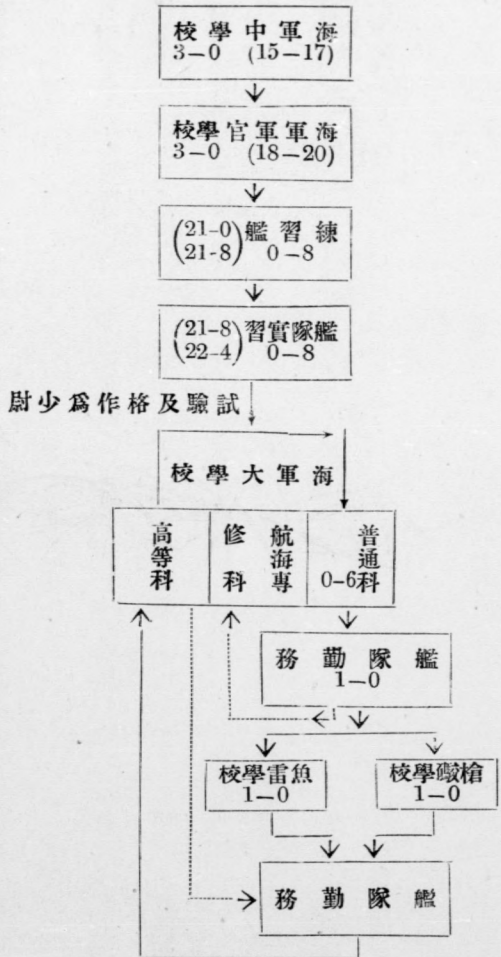 海軍中學校
3—0 (15—17)
海軍軍官學校
3—0 (18—20)
練習艦
0—8
(21-0
21-8)
艦隊實習
0—8
(21-8
22-4)
試驗及格作爲少尉
海軍大學校
普通科
0-6
航海專
修科
高等科
艦隊勤務
1—0
槍礮學校
1—0
魚雷學校
1—0
艦隊勤務